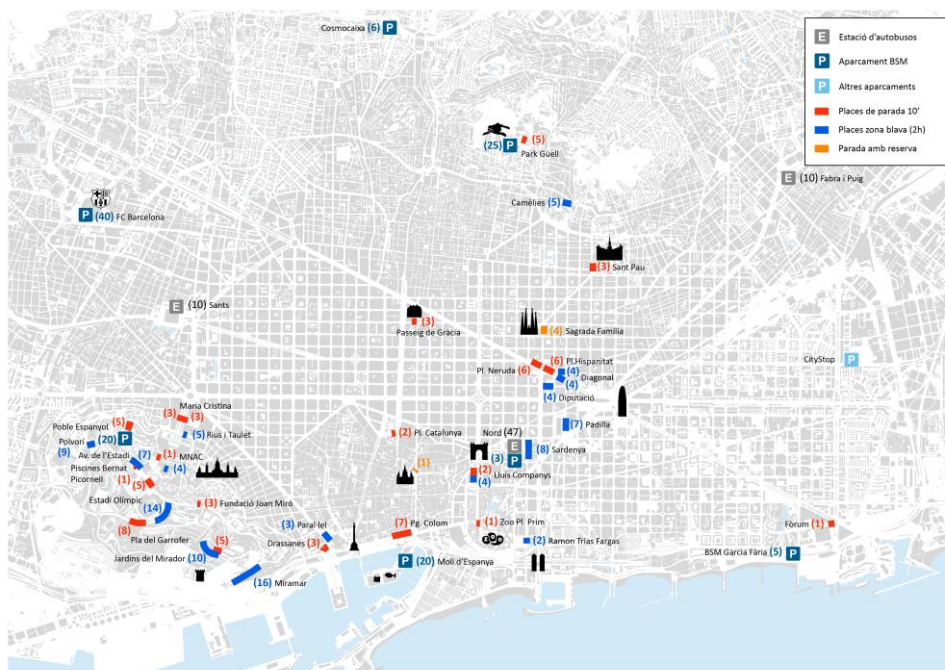 Cosmocaixa (6) P
E Estació d'autobusos
P Aparcament BSM
P Altres aparcaments
Places de parada 10'
Places zona blava (2h)
Parada amb reserva
(5)
(25) P
Park Güell
E (10) Fabra i Puig
Camèlies (5)
P (40) FC Barcelona
(3) Sant Pau
E (10) Sants
(3)
Passeig de Gràcia
(4) Sagrada Família
CityStop P
(6) Pl.Hispanitat
Pl. Neruda (6)
(4)
Diagonal
(4)
(4) Diputació
Maria Cristina
(3) (3)
Poble Espanyol (5)
(5) Rius i Taulet
Polvorí (20) P
(9)
Av. de l'Estadi (7)
(1) MNAC
Piscines Bernat
Picornell
(4)
(1) (5)
(2) Pl. Catalunya
Nord (47)
E
(3) P
(7) Padilla
(8) Sardenya
(1)
(2) Lluís Companys
(4)
Estadi Olímpic
(14)
(3) Fundació Joan Miró
(8)
Pla del Garrofer (5)
Jardins del Mirador (10)
(16) Miramar
(3) Paral·lel
Drassanes (3)
(7) Pg. Colom
(1) Zoo Pl. Prim
(2) Ramon Trias Fargas
P (20) Moll d'Espanya
Fòrum (1)
BSM Garcia Fària (5) P